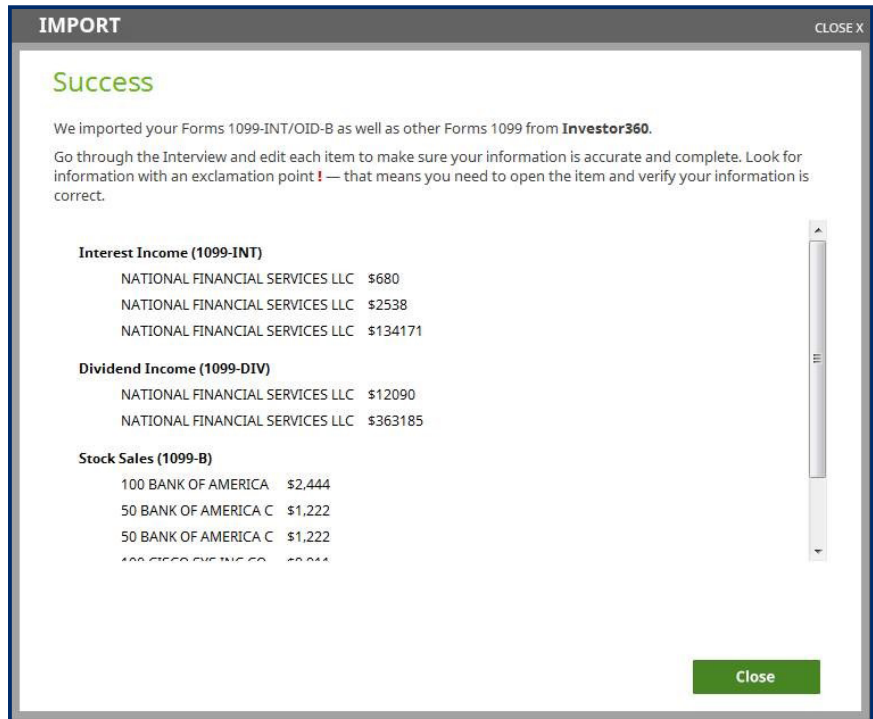 IMPORT
CLOSE X
Success
We imported your Forms 1099-INT/OID-B as well as other Forms 1099 from Investor360.
Go through the Interview and edit each item to make sure your information is accurate and complete. Look for
information with an exclamation point ! — that means you need to open the item and verify your information is
correct.
Interest Income (1099-INT)
NATIONAL FINANCIAL SERVICES LLC $680
NATIONAL FINANCIAL SERVICES LLC $2538
NATIONAL FINANCIAL SERVICES LLC $134171
Dividend Income (1099-DIV)
NATIONAL FINANCIAL SERVICES LLC $12090
NATIONAL FINANCIAL SERVICES LLC $363185
Stock Sales (1099-B)
100 BANK OF AMERICA $2,444
50 BANK OF AMERICA C $1,222
50 BANK OF AMERICA C $1,222
Close